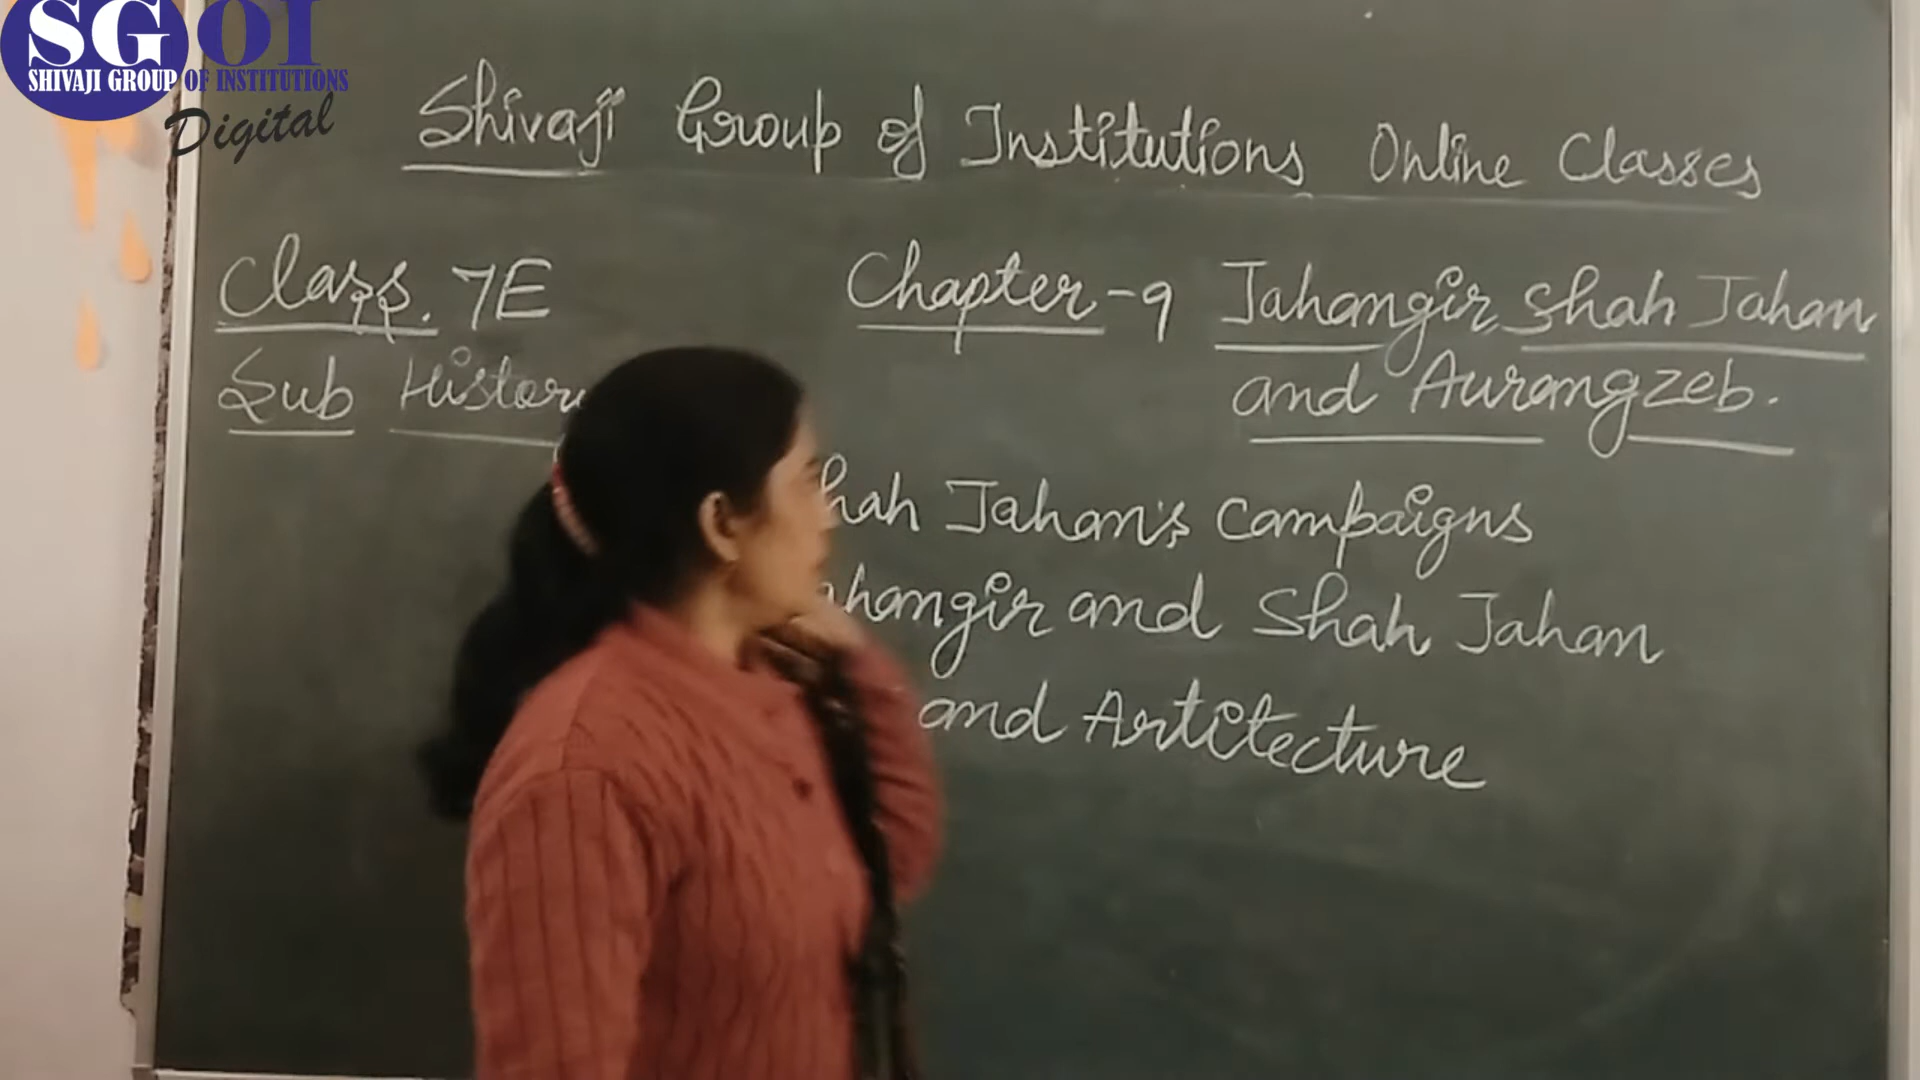 SGOI
SHIVAJI GROUP OF INSTITUTIONS
Digital
Shivaji Group of Institutions Online Classes
Class. 7E
Sub Histor
Chapter-9 Jahangir Shah Jahan
and Aurangzeb.
hah Jahan's Campaigns
ahangir and Shah Jahan
and Artitecture